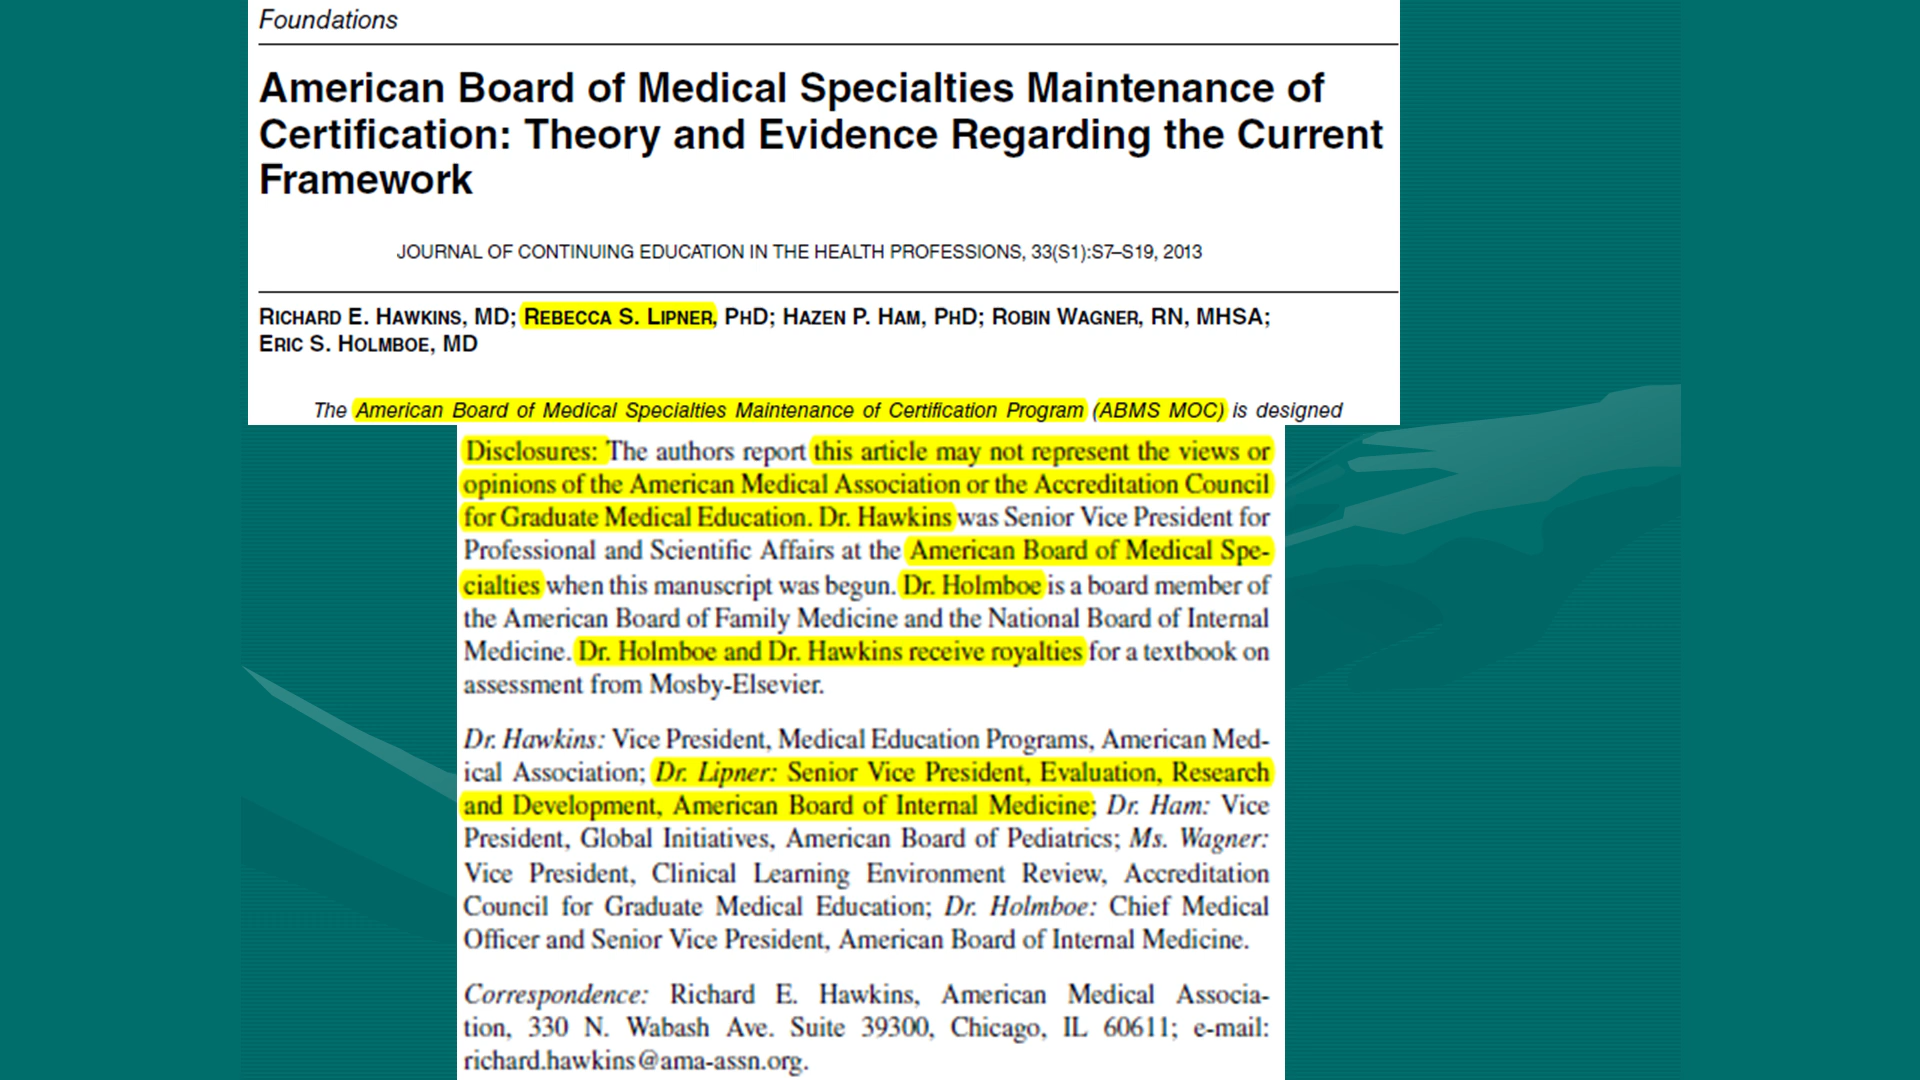 Foundations
American Board of Medical Specialties Maintenance of
Certification: Theory and Evidence Regarding the Current
Framework
JOURNAL OF CONTINUING EDUCATION IN THE HEALTH PROFESSIONS, 33(S1):S7–S19, 2013
RICHARD E. HAWKINS, MD; REBECCA S. LIPNER, PHD; HAZEN P. HAM, PHD; ROBIN WAGNER, RN, MHSA;
ERIC S. HOLMBOE, MD
The American Board of Medical Specialties Maintenance of Certification Program (ABMS MOC) is designed
Disclosures: The authors report this article may not represent the views or
opinions of the American Medical Association or the Accreditation Council
for Graduate Medical Education. Dr. Hawkins was Senior Vice President for
Professional and Scientific Affairs at the American Board of Medical Spe-
cialties when this manuscript was begun. Dr. Holmboe is a board member of
the American Board of Family Medicine and the National Board of Internal
Medicine. Dr. Holmboe and Dr. Hawkins receive royalties for a textbook on
assessment from Mosby-Elsevier.
Dr. Hawkins: Vice President, Medical Education Programs, American Med-
ical Association; Dr. Lipner: Senior Vice President, Evaluation, Research
and Development, American Board of Internal Medicine; Dr. Ham: Vice
President, Global Initiatives, American Board of Pediatrics; Ms. Wagner:
Vice President, Clinical Learning Environment Review, Accreditation
Council for Graduate Medical Education; Dr. Holmboe: Chief Medical
Officer and Senior Vice President, American Board of Internal Medicine.
Correspondence: Richard E. Hawkins, American Medical Associa-
tion, 330 N. Wabash Ave. Suite 39300, Chicago, IL 60611; e-mail:
richard.hawkins@ama-assn.org.